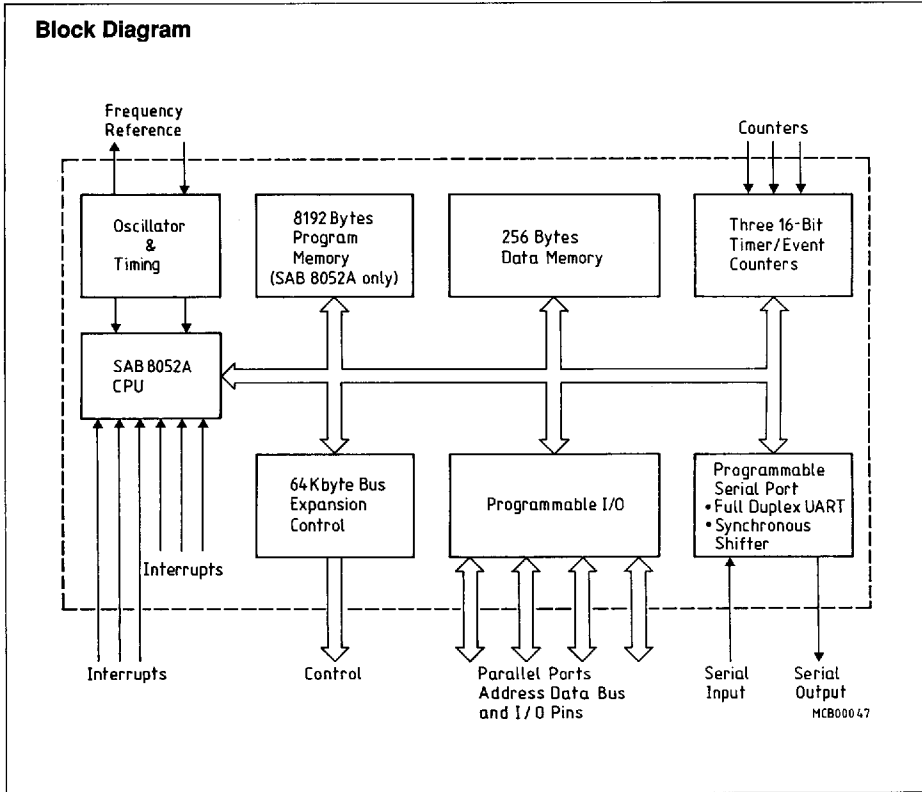 Block Diagram
Frequency
Reference
Counters
Oscillator
&
Timing
8192 Bytes
Program
Memory
(SAB 8052A only)
256 Bytes
Data Memory
Three 16-Bit
Timer/Event
Counters
SAB 8052A
CPU
64 Kbyte Bus
Expansion
Control
Programmable I/O
Programmable
Serial Port
• Full Duplex UART
• Synchronous
Shifter
Interrupts
Interrupts
Control
Parallel Ports
Address Data Bus
and I/O Pins
Serial
Input
Serial
Output
MCB00047